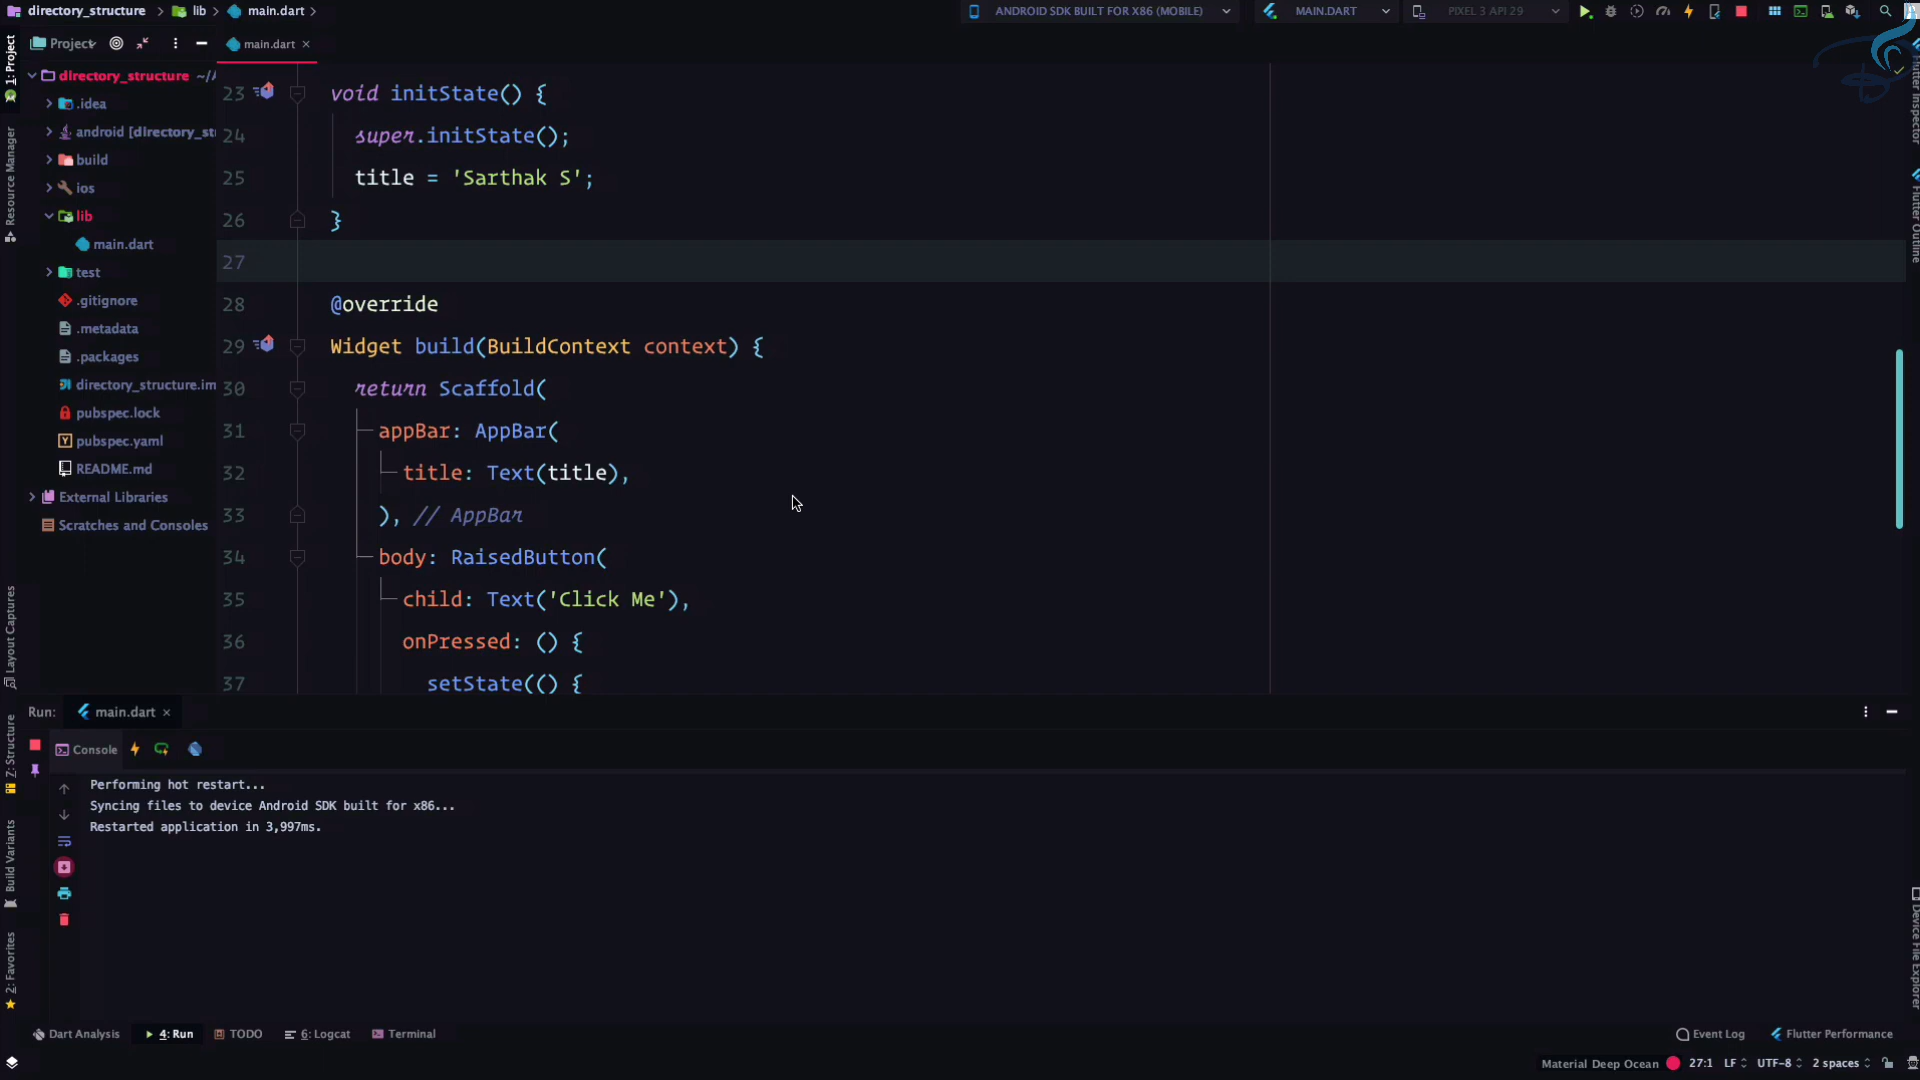 directory_structure
lib
main.dart
ANDROID SDK BUILT FOR X86 (MOBILE)
MAIN.DART
PIXEL 3 API 29
1: Project
Project
main.dart
directory_structure ~/
.idea
android [directory_st
build
ios
lib
main.dart
test
.gitignore
.metadata
.packages
directory_structure.im
pubspec.lock
pubspec.yaml
README.md
External Libraries
Scratches and Consoles
Resource Manager
Layout Captures
Flutter Inspector
Flutter Outline
23 void initState() {
24 super.initState();
25 title = 'Sarthak S';
26 }
27
28 @override
29 Widget build(BuildContext context) {
30 return Scaffold(
31 appBar: AppBar(
32 title: Text(title),
33 ), // AppBar
34 body: RaisedButton(
35 child: Text('Click Me'),
36 onPressed: () {
37 setState(() {
Run: main.dart
Console
Performing hot restart...
Syncing files to device Android SDK built for x86...
Restarted application in 3,997ms.
Z: Structure
Build Variants
2: Favorites
Device File Explorer
Dart Analysis
4: Run
TODO
6: Logcat
Terminal
Event Log
Flutter Performance
Material Deep Ocean
27:1 LF UTF-8 2 spaces